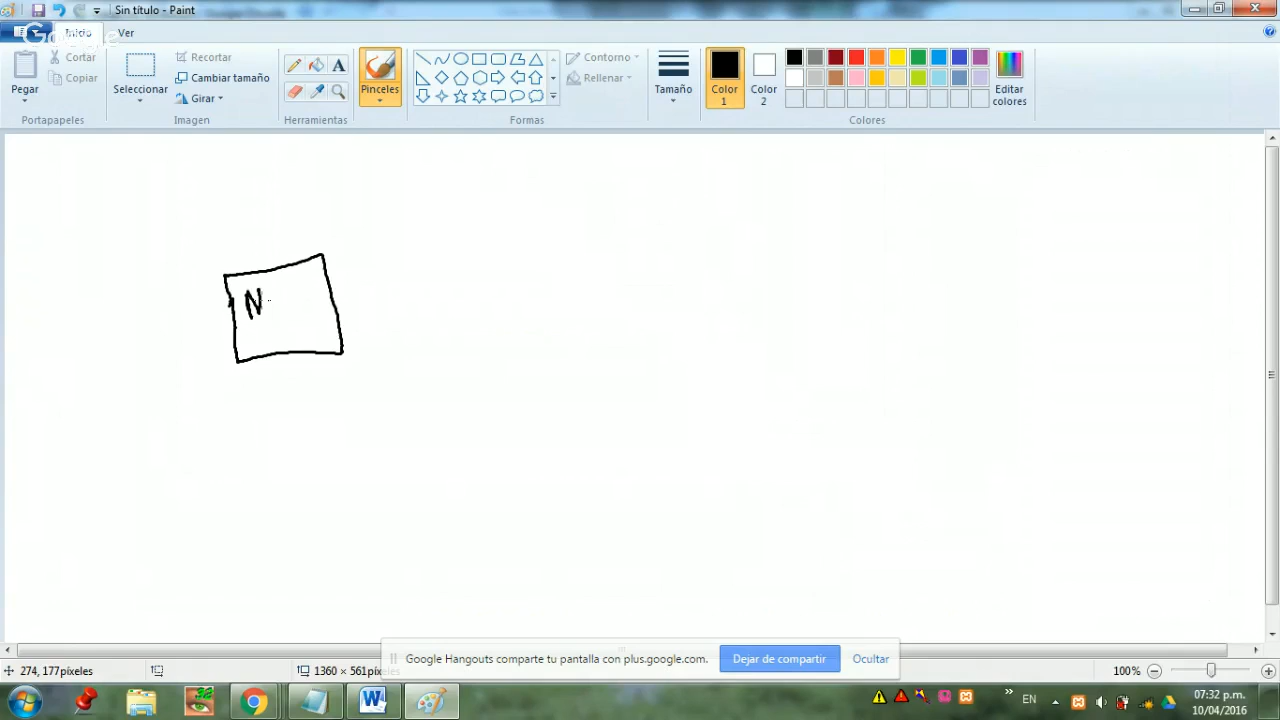 Sin título - Paint
Google
Inicio
Ver
Pegar
Cortar
Copiar
Portapapeles
Seleccionar
Recortar
Cambiar tamaño
Girar
Imagen
A
Herramientas
Pinceles
Contorno
Rellenar
Formas
Tamaño
Color 1
Color 2
Editar colores
Colores
N
Google Hangouts comparte tu pantalla con plus.google.com.
Dejar de compartir
Ocultar
274, 177píxeles
1360 × 561píxeles
100%
EN
07:32 p.m.
10/04/2016